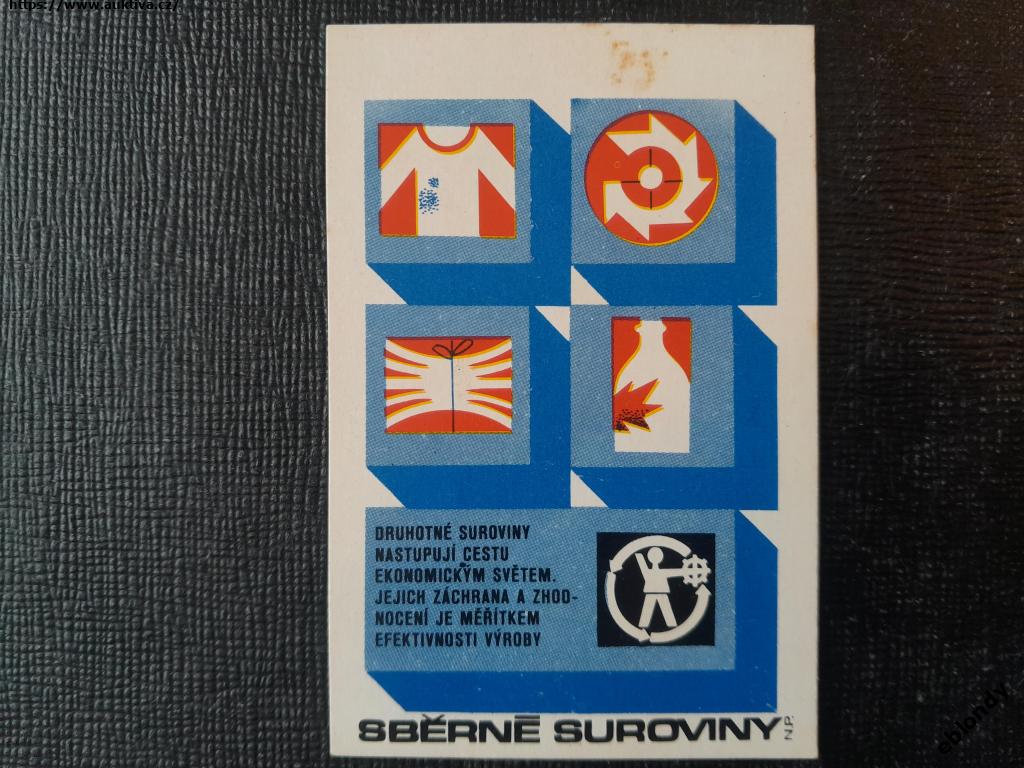 https://www.auktiva.cz/
DRUHOTNÉ SUROVINY
NASTUPUJÍ CESTU
EKONOMICKÝM SVĚTEM.
JEJICH ZÁCHRANA A ZHOD-
NOCENÍ JE MĚŘÍTKEM
EFEKTIVNOSTI VÝROBY
SBĚRNÉ SUROVINY N.P.
eblondy